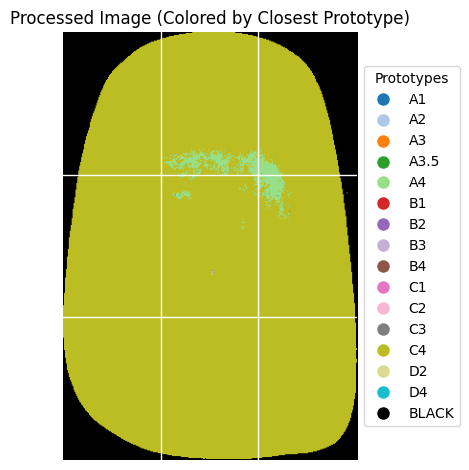 Processed Image (Colored by Closest Prototype)
Prototypes
A1
A2
A3
A3.5
A4
B1
B2
B3
B4
C1
C2
C3
C4
D2
D4
BLACK